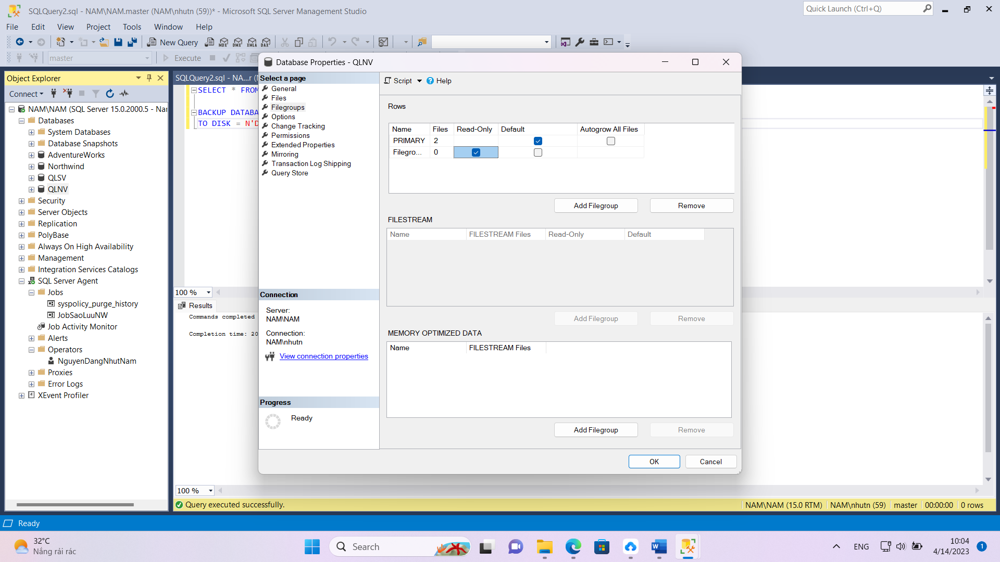 SQLQuery2.sql - NAM\NAM.master (NAM\nhutn (59))* - Microsoft SQL Server Management Studio
Quick Launch (Ctrl+Q)
File Edit View Project Tools Window Help
New Query
MDX DMX XMLA DAX
master
Execute
Object Explorer
Connect
NAM\NAM (SQL Server 15.0.2000.5 - Nar
Databases
System Databases
Database Snapshots
AdventureWorks
Northwind
QLSV
QLNV
Security
Server Objects
Replication
PolyBase
Always On High Availability
Management
Integration Services Catalogs
SQL Server Agent
Jobs
syspolicy_purge_history
JobSaoLuuNW
Job Activity Monitor
Alerts
Operators
NguyenDangNhutNam
Proxies
Error Logs
XEvent Profiler
SQLQuery2.sql - NA...r (
SELECT * FROM
BACKUP DATABA
TO DISK = N'D
100 %
Results
Commands completed
Completion time: 20
100 %
Query executed successfully.
NAM\NAM (15.0 RTM) NAM\nhutn (59) master 00:00:00 0 rows
Database Properties - QLNV
Select a page
General
Files
Filegroups
Options
Change Tracking
Permissions
Extended Properties
Mirroring
Transaction Log Shipping
Query Store
Connection
Server:
NAM\NAM
Connection:
NAM\nhutn
View connection properties
Progress
Ready
Script Help
Rows
Name Files Read-Only Default Autogrow All Files
PRIMARY 2
Filegro... 0
Add Filegroup Remove
FILESTREAM
Name FILESTREAM Files Read-Only Default
Add Filegroup Remove
MEMORY OPTIMIZED DATA
Name FILESTREAM Files
Add Filegroup Remove
OK Cancel
Ready
32°C
Nắng rải rác
Search
W
ENG
10:04
4/14/2023
1